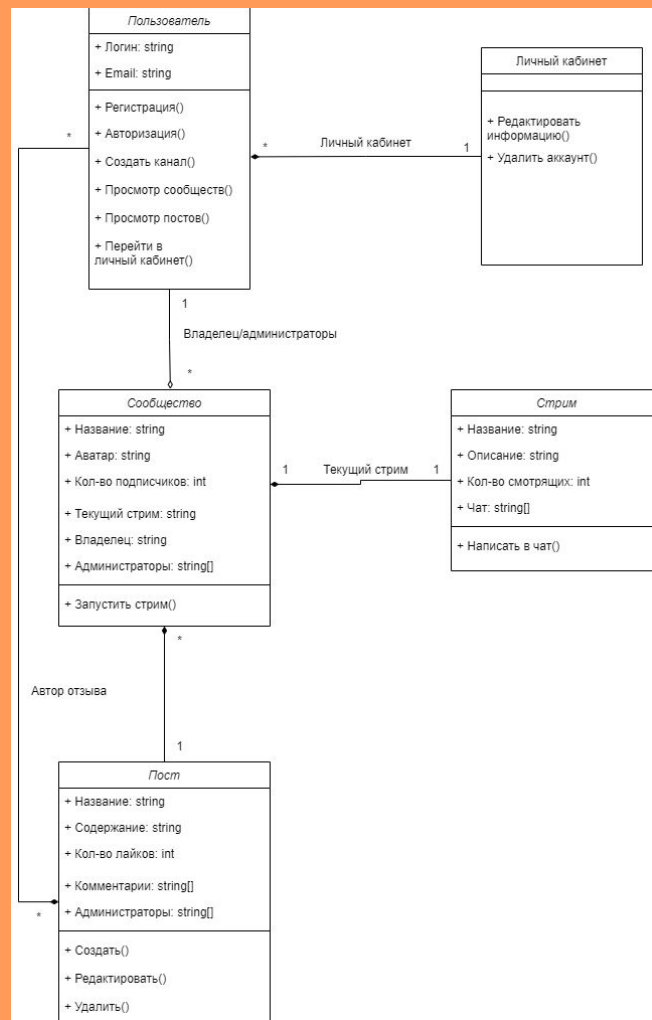 Пользователь
+ Логин: string
+ Email: string
+ Регистрация()
+ Авторизация()
+ Создать канал()
+ Просмотр сообществ()
+ Просмотр постов()
+ Перейти в
личный кабинет()
*
*
Личный кабинет
1
Личный кабинет
+ Редактировать
информацию()
+ Удалить аккаунт()
1
Владелец/администраторы
*
Сообщество
+ Название: string
+ Аватар: string
+ Кол-во подписчиков: int
+ Текущий стрим: string
+ Владелец: string
+ Администраторы: string[]
+ Запустить стрим()
1
Текущий стрим
1
Стрим
+ Название: string
+ Описание: string
+ Кол-во смотрящих: int
+ Чат: string[]
+ Написать в чат()
*
Автор отзыва
1
Пост
+ Название: string
+ Содержание: string
+ Кол-во лайков: int
+ Комментарии: string[]
+ Администраторы: string[]
*
+ Создать()
+ Редактировать()
+ Удалить()